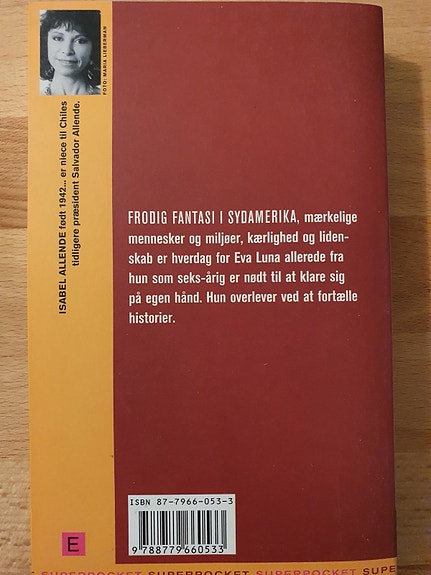 FOTO: MARIA LIEBERMAN
ISABEL ALLENDE født 1942... er niece til Chiles
tidligere præsident Salvador Allende.
FRODIG FANTASI I SYDAMERIKA, mærkelige
mennesker og miljøer, kærlighed og liden-
skab er hverdag for Eva Luna allerede fra
hun som seks-årig er nødt til at klare sig
på egen hånd. Hun overlever ved at fortælle
historier.
ISBN 87-7966-053-3
9 788779 660533
E
SUPERPOCKET SUPERPOCKET SUPERPOCKET SUPE